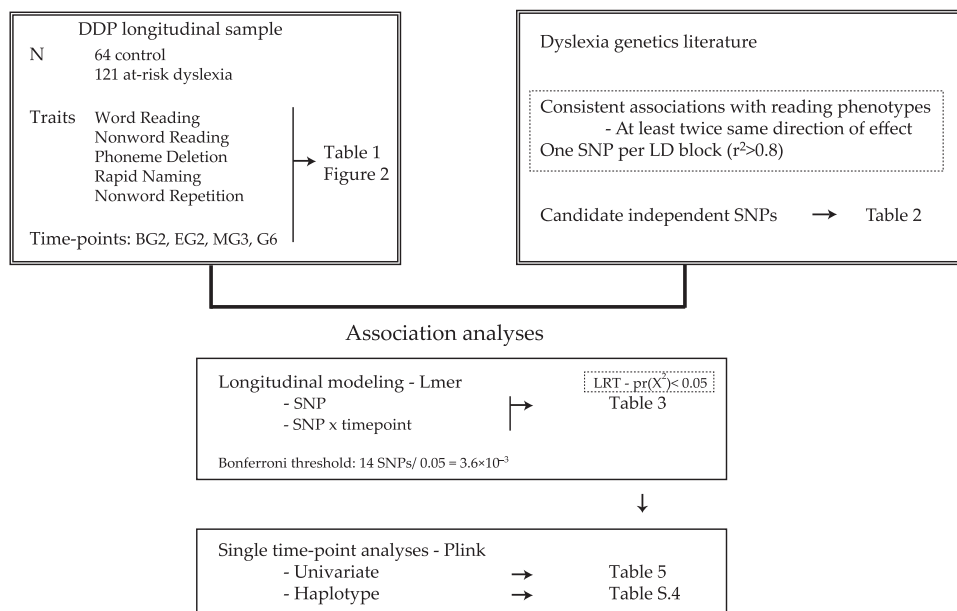 DDP longitudinal sample
N 64 control
121 at-risk dyslexia
Traits Word Reading
Nonword Reading
Phoneme Deletion
Rapid Naming
Nonword Repetition
→ Table 1
Figure 2
Time-points: BG2, EG2, MG3, G6
Dyslexia genetics literature
Consistent associations with reading phenotypes
- At least twice same direction of effect
One SNP per LD block (r²>0.8)
Candidate independent SNPs → Table 2
Association analyses
Longitudinal modeling - Lmer
- SNP
- SNP x timepoint
LRT - pr(X²)< 0.05
→ Table 3
Bonferroni threshold: 14 SNPs/ 0.05 = 3.6×10⁻³
↓
Single time-point analyses - Plink
- Univariate → Table 5
- Haplotype → Table S.4